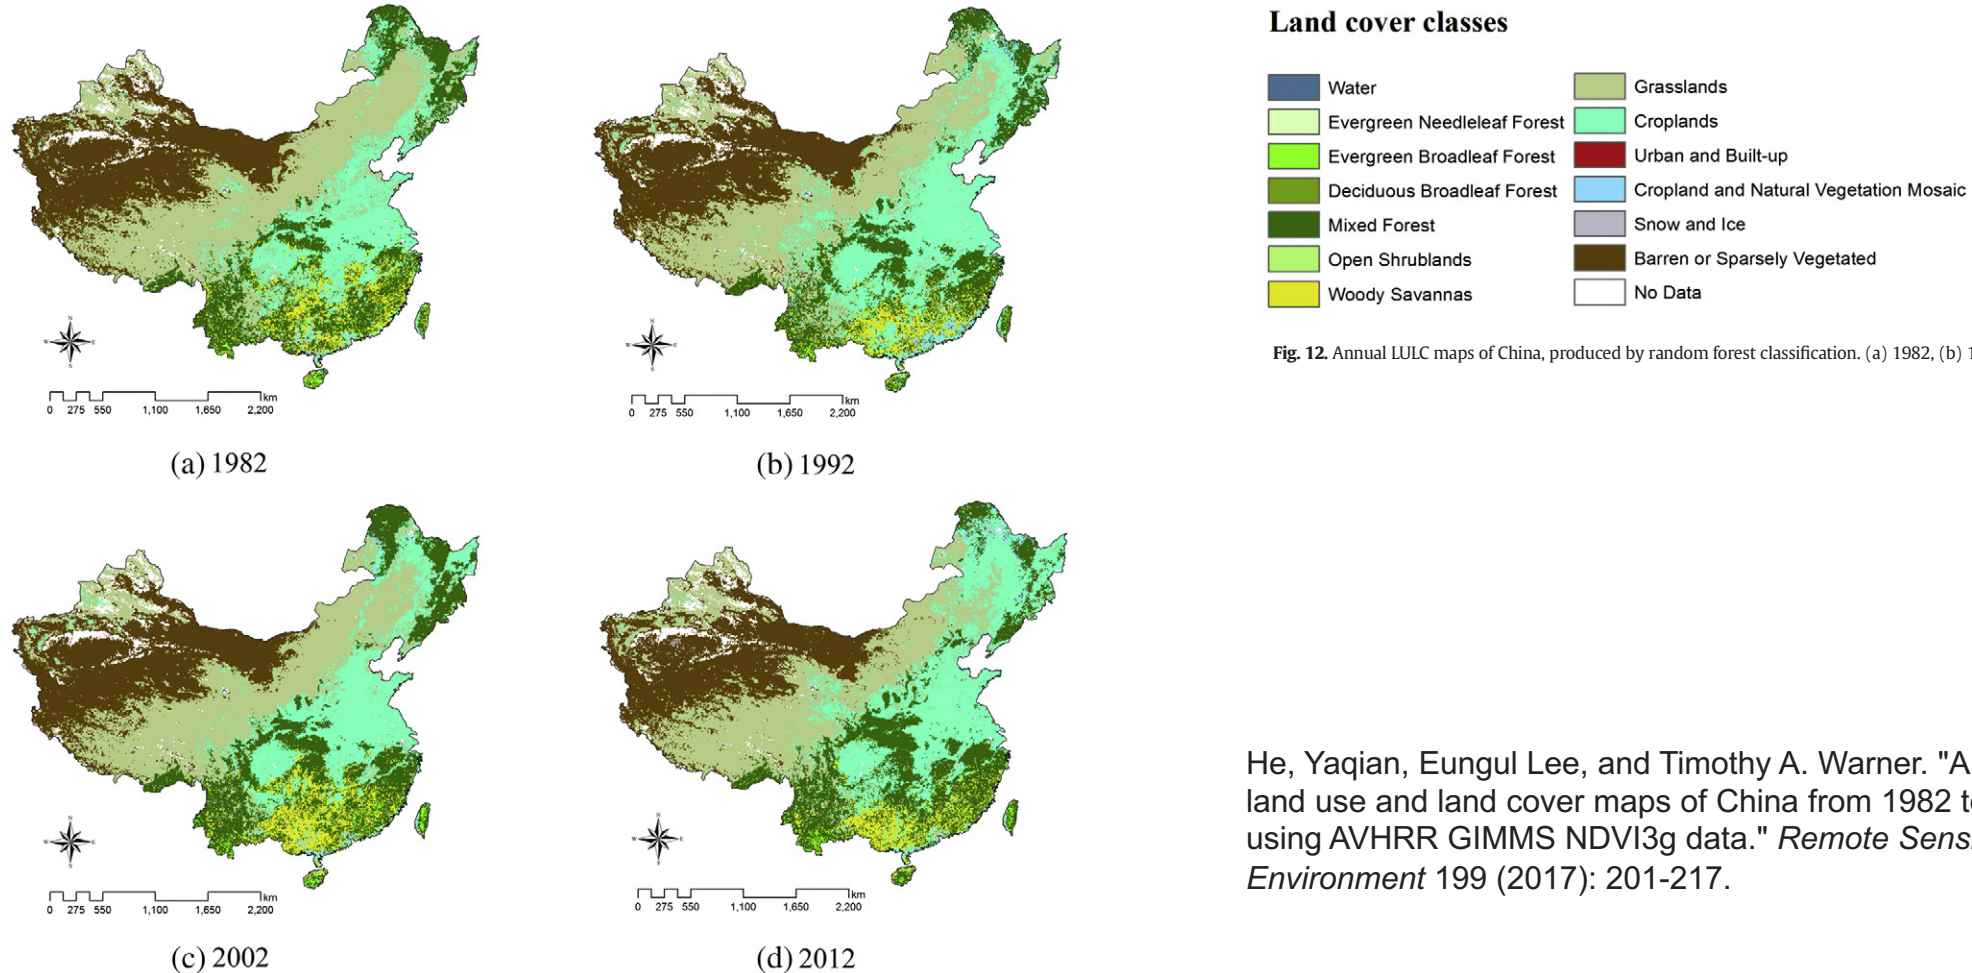 N
W E
S
0 275 550 1,100 1,650 2,200 km
(a) 1982
N
W E
S
0 275 550 1,100 1,650 2,200 km
(b) 1992
Land cover classes
Water
Evergreen Needleleaf Forest
Evergreen Broadleaf Forest
Deciduous Broadleaf Forest
Mixed Forest
Open Shrublands
Woody Savannas
Grasslands
Croplands
Urban and Built-up
Cropland and Natural Vegetation Mosaic
Snow and Ice
Barren or Sparsely Vegetated
No Data
Fig. 12. Annual LULC maps of China, produced by random forest classification. (a) 1982, (b) 1
N
W E
S
0 275 550 1,100 1,650 2,200 km
(c) 2002
N
W E
S
0 275 550 1,100 1,650 2,200 km
(d) 2012
He, Yaqian, Eungul Lee, and Timothy A. Warner. "A
land use and land cover maps of China from 1982 t
using AVHRR GIMMS NDVI3g data." Remote Sens
Environment 199 (2017): 201-217.